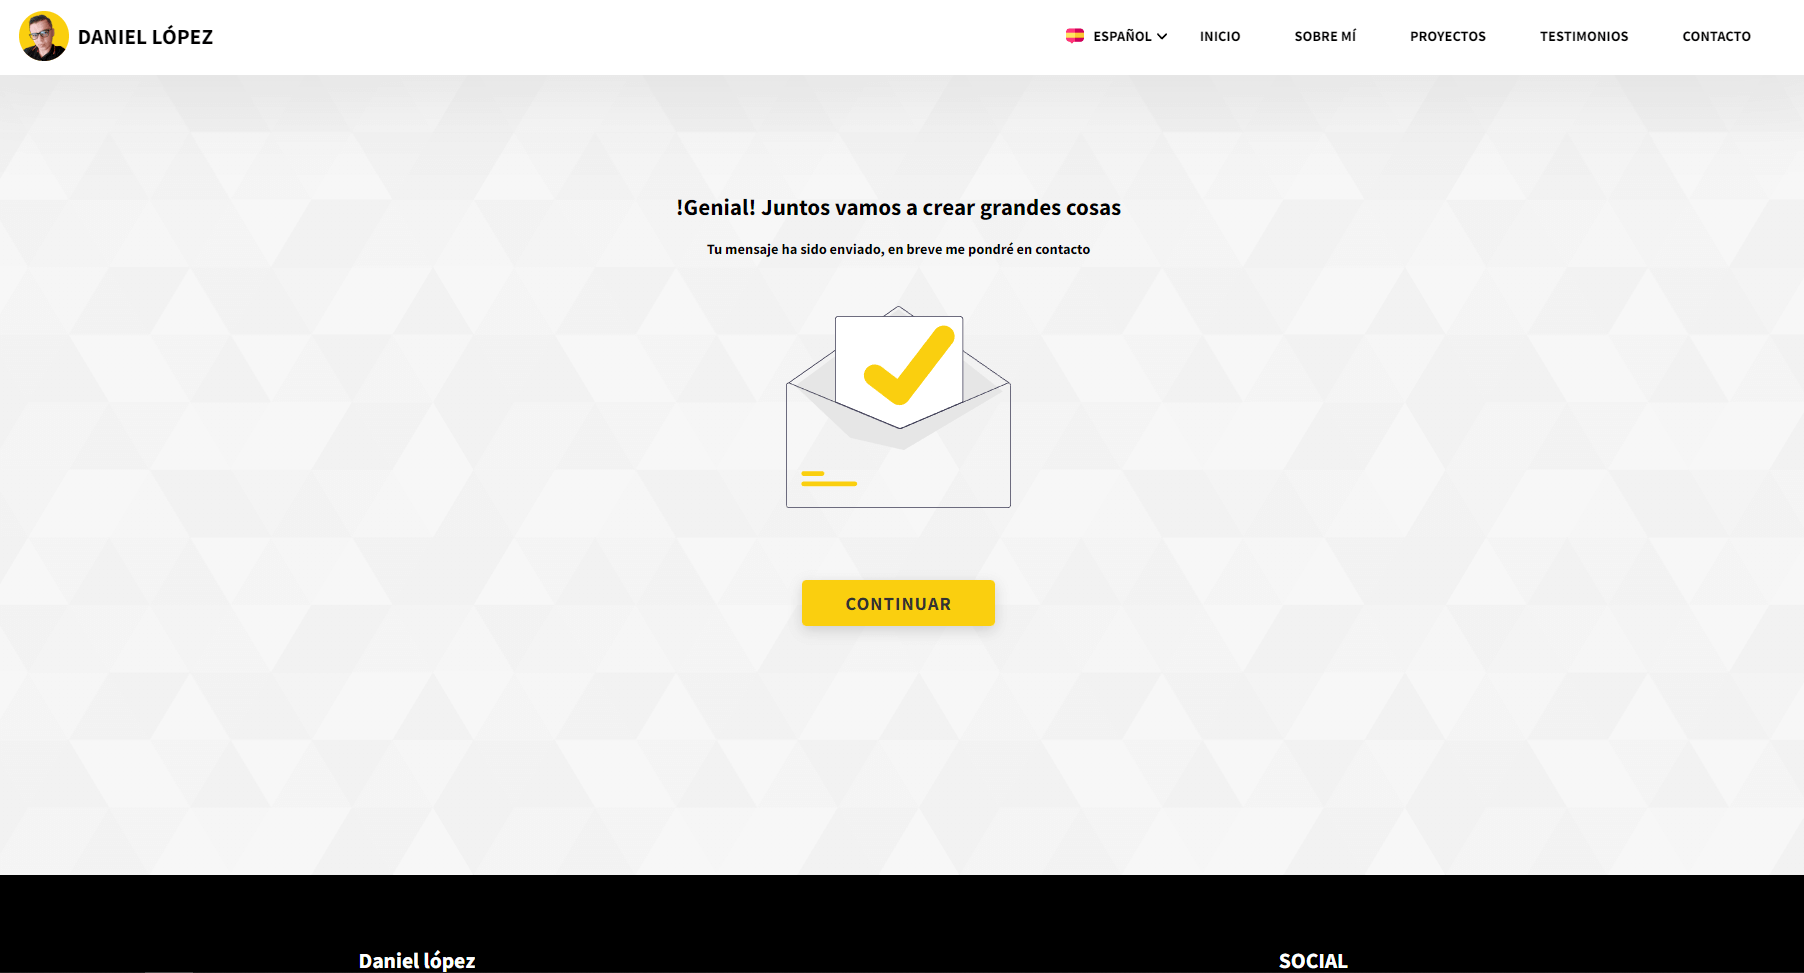 DANIEL LÓPEZ
ESPAÑOL
INICIO
SOBRE MÍ
PROYECTOS
TESTIMONIOS
CONTACTO
!Genial! Juntos vamos a crear grandes cosas
Tu mensaje ha sido enviado, en breve me pondré en contacto
CONTINUAR
Daniel lópez
SOCIAL